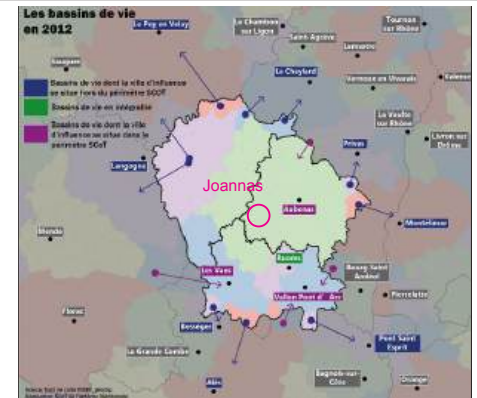 Les bassins de vie
en 2012
Bassins de vie dont la ville d'influence
se situe hors du périmètre SCOT
Bassins de vie en intégralité
Bassins de vie dont la ville
d'influence se situe dans le
périmètre SCoT
Le Puy en Velay
Le Chambon
sur Lignon
Tournon
sur Rhône
Saint Agrève
Lamastre
Le Cheylard
Vernoux en Vivarais
Valence
La Voulte
sur Rhône
Livron sur
Drôme
Privas
Langogne
Joannas
Aubenas
Montélimar
Mende
Les Vans
Ruoms
Bourg Saint
Andéol
Vallon Pont d' Arc
Pierrelatte
Florac
Bessèges
Pont Saint
Esprit
La Grande Combe
Alès
Bagnols-sur-
Cèze
Orange